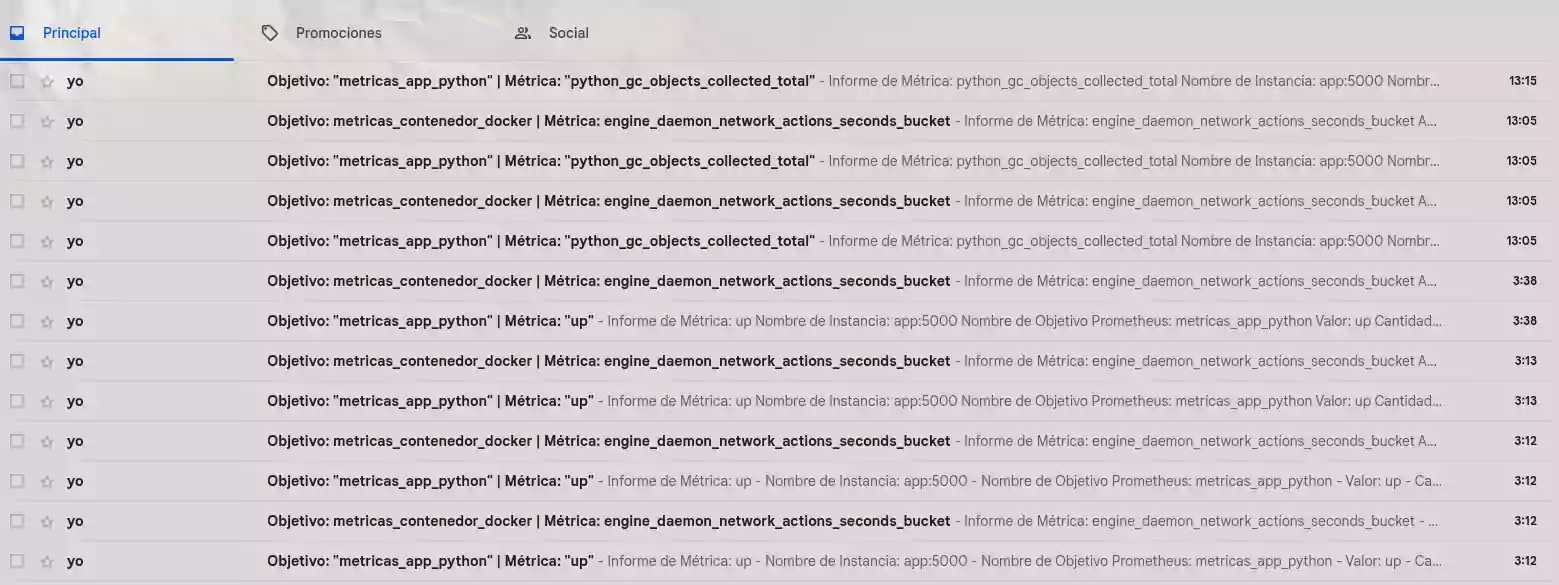 Principal Promociones Social
yo Objetivo: "metricas_app_python" | Métrica: "python_gc_objects_collected_total" - Informe de Métrica: python_gc_objects_collected_total Nombre de Instancia: app:5000 Nombr... 13:15
yo Objetivo: metricas_contenedor_docker | Métrica: engine_daemon_network_actions_seconds_bucket - Informe de Métrica: engine_daemon_network_actions_seconds_bucket A... 13:05
yo Objetivo: "metricas_app_python" | Métrica: "python_gc_objects_collected_total" - Informe de Métrica: python_gc_objects_collected_total Nombre de Instancia: app:5000 Nombr... 13:05
yo Objetivo: metricas_contenedor_docker | Métrica: engine_daemon_network_actions_seconds_bucket - Informe de Métrica: engine_daemon_network_actions_seconds_bucket A... 13:05
yo Objetivo: "metricas_app_python" | Métrica: "python_gc_objects_collected_total" - Informe de Métrica: python_gc_objects_collected_total Nombre de Instancia: app:5000 Nombr... 13:05
yo Objetivo: metricas_contenedor_docker | Métrica: engine_daemon_network_actions_seconds_bucket - Informe de Métrica: engine_daemon_network_actions_seconds_bucket A... 3:38
yo Objetivo: "metricas_app_python" | Métrica: "up" - Informe de Métrica: up Nombre de Instancia: app:5000 Nombre de Objetivo Prometheus: metricas_app_python Valor: up Cantidad... 3:38
yo Objetivo: metricas_contenedor_docker | Métrica: engine_daemon_network_actions_seconds_bucket - Informe de Métrica: engine_daemon_network_actions_seconds_bucket A... 3:13
yo Objetivo: "metricas_app_python" | Métrica: "up" - Informe de Métrica: up Nombre de Instancia: app:5000 Nombre de Objetivo Prometheus: metricas_app_python Valor: up Cantidad... 3:13
yo Objetivo: metricas_contenedor_docker | Métrica: engine_daemon_network_actions_seconds_bucket - Informe de Métrica: engine_daemon_network_actions_seconds_bucket A... 3:12
yo Objetivo: "metricas_app_python" | Métrica: "up" - Informe de Métrica: up - Nombre de Instancia: app:5000 - Nombre de Objetivo Prometheus: metricas_app_python - Valor: up - Ca... 3:12
yo Objetivo: metricas_contenedor_docker | Métrica: engine_daemon_network_actions_seconds_bucket - Informe de Métrica: engine_daemon_network_actions_seconds_bucket - ... 3:12
yo Objetivo: "metricas_app_python" | Métrica: "up" - Informe de Métrica: up - Nombre de Instancia: app:5000 - Nombre de Objetivo Prometheus: metricas_app_python - Valor: up - Ca... 3:12